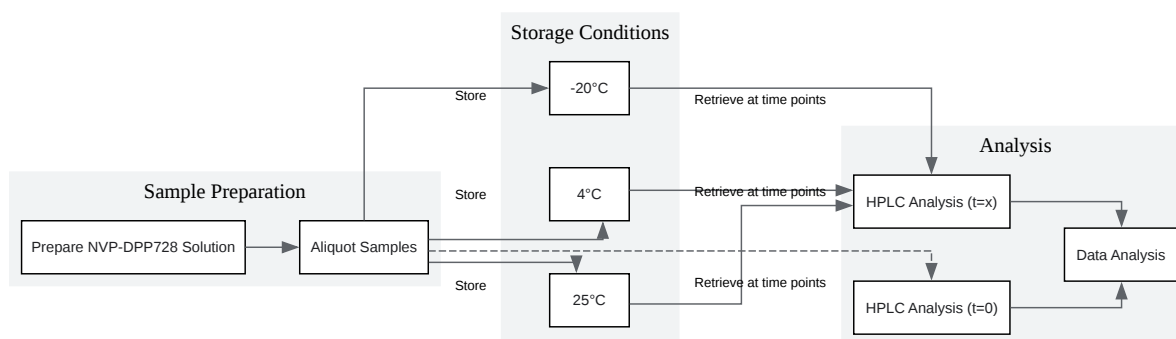 Storage Conditions
-20°C
Store
Retrieve at time points
Analysis
Sample Preparation
4°C
Store
Retrieve at time points
HPLC Analysis (t=x)
Prepare NVP-DPP728 Solution
Aliquot Samples
Data Analysis
Store
25°C
Retrieve at time points
HPLC Analysis (t=0)